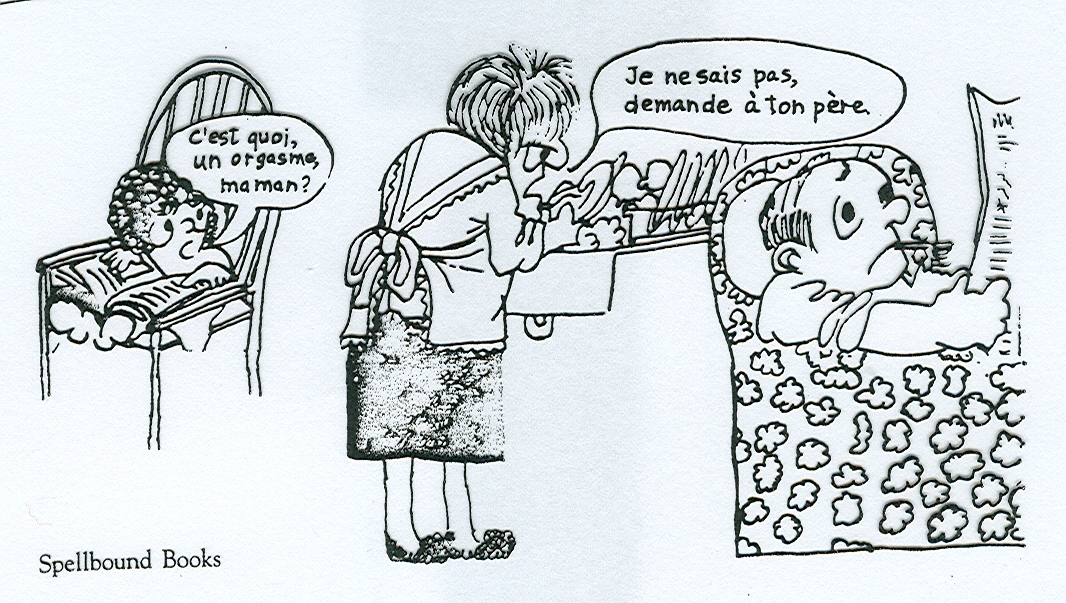 C'est quoi,
un orgasme,
maman?
Je ne sais pas,
demande à ton père.
Spellbound Books